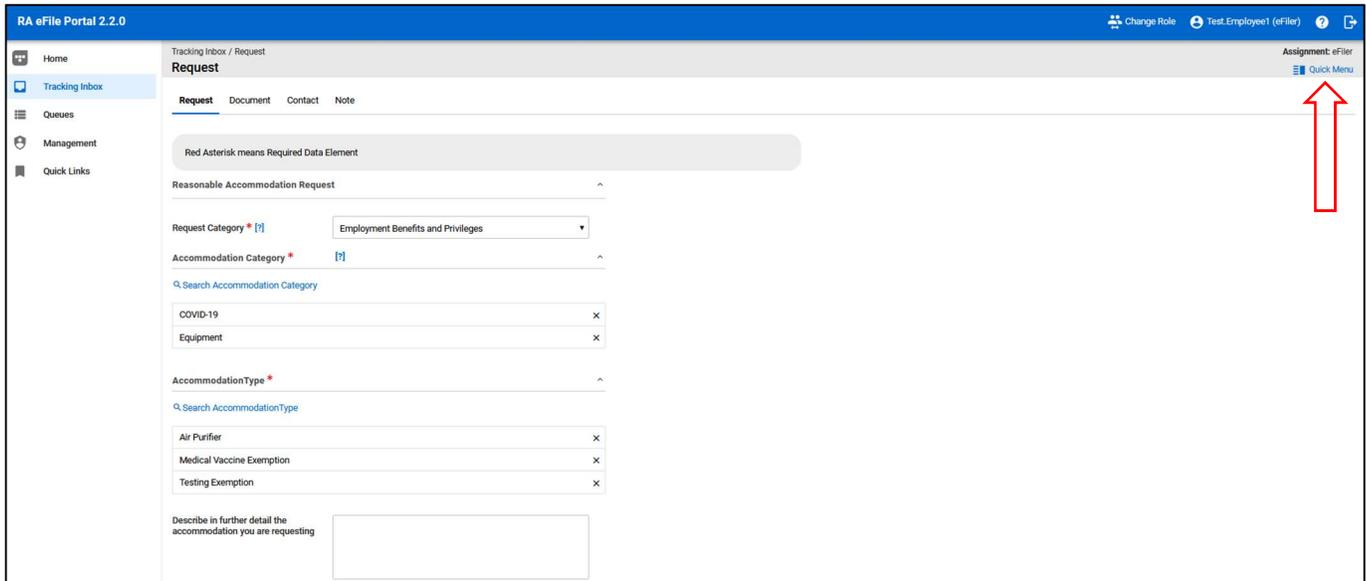 RA eFile Portal 2.2.0
Change Role Test.Employee1 (eFiler) ?
Home
Tracking Inbox
Queues
Management
Quick Links
Tracking Inbox / Request
Request
Assignment: eFiler
Quick Menu
Request Document Contact Note
Red Asterisk means Required Data Element
Reasonable Accommodation Request
Request Category * [?] Employment Benefits and Privileges
Accommodation Category * [?]
Search Accommodation Category
COVID-19
Equipment
AccommodationType *
Search AccommodationType
Air Purifier
Medical Vaccine Exemption
Testing Exemption
Describe in further detail the
accommodation you are requesting